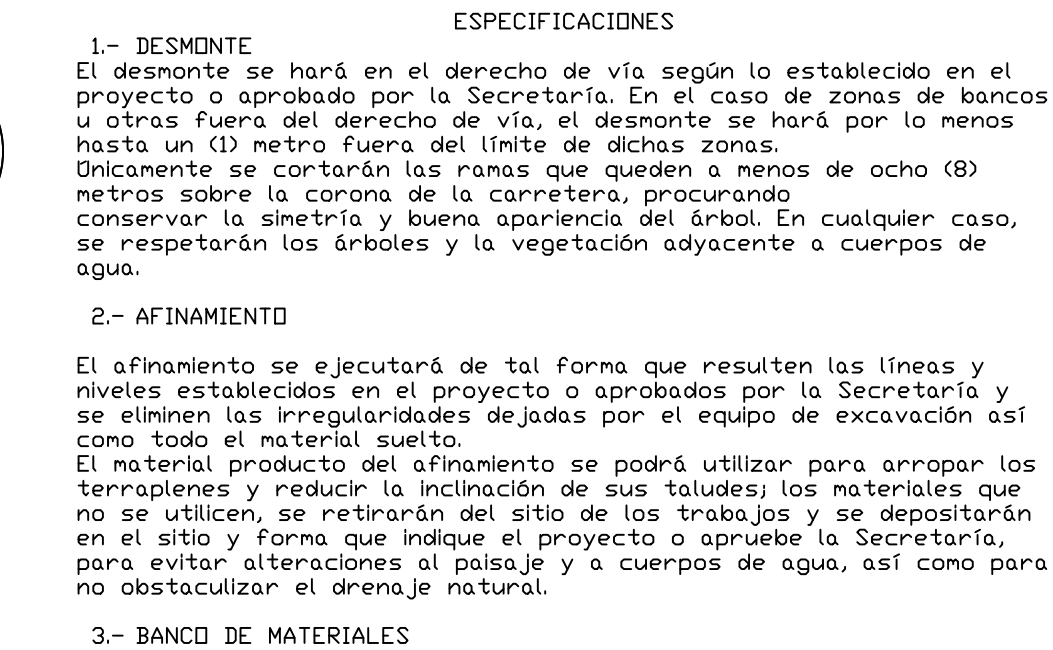 ESPECIFICACIONES
1.- DESMONTE
El desmonte se hará en el derecho de vía según lo establecido en el
proyecto o aprobado por la Secretaría. En el caso de zonas de bancos
u otras fuera del derecho de vía, el desmonte se hará por lo menos
hasta un (1) metro fuera del límite de dichas zonas.
Únicamente se cortarán las ramas que queden a menos de ocho (8)
metros sobre la corona de la carretera, procurando
conservar la simetría y buena apariencia del árbol. En cualquier caso,
se respetarán los árboles y la vegetación adyacente a cuerpos de
agua.
2.- AFINAMIENTO
El afinamiento se ejecutará de tal forma que resulten las líneas y
niveles establecidos en el proyecto o aprobados por la Secretaría y
se eliminen las irregularidades dejadas por el equipo de excavación así
como todo el material suelto.
El material producto del afinamiento se podrá utilizar para arropar los
terraplenes y reducir la inclinación de sus taludes; los materiales que
no se utilicen, se retirarán del sitio de los trabajos y se depositarán
en el sitio y forma que indique el proyecto o apruebe la Secretaría,
para evitar alteraciones al paisaje y a cuerpos de agua, así como para
no obstaculizar el drenaje natural.
3.- BANCO DE MATERIALES